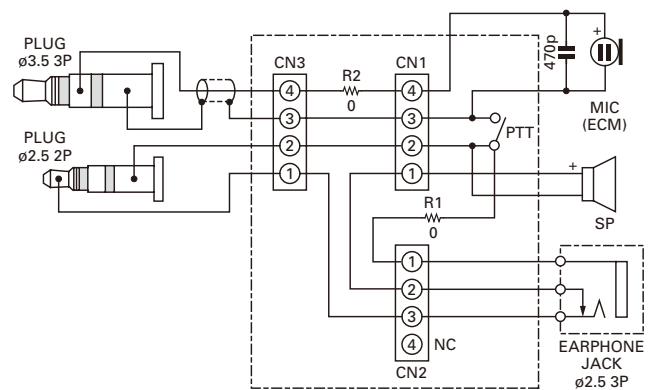 PLUG
ø3.5 3P
PLUG
ø2.5 2P
CN3
4
3
2
1
R2
0
CN1
4
3
2
1
PTT
470p
+
MIC
(ECM)
+
SP
R1
0
1
2
3
4 NC
CN2
EARPHONE
JACK
ø2.5 3P